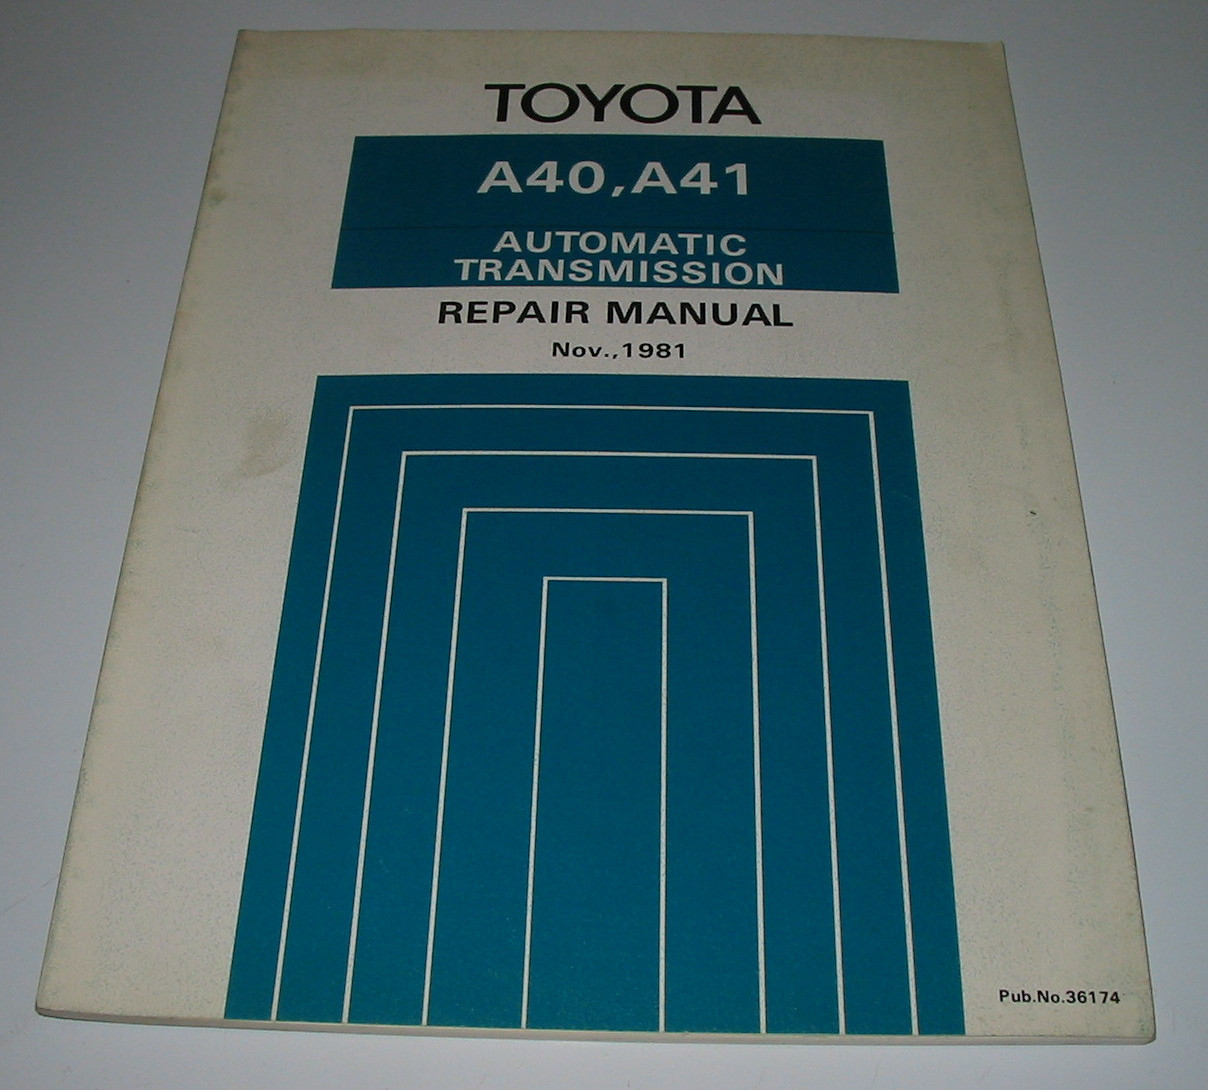 TOYOTA
A40,A41
AUTOMATIC
TRANSMISSION
REPAIR MANUAL
Nov.,1981
Pub.No.36174